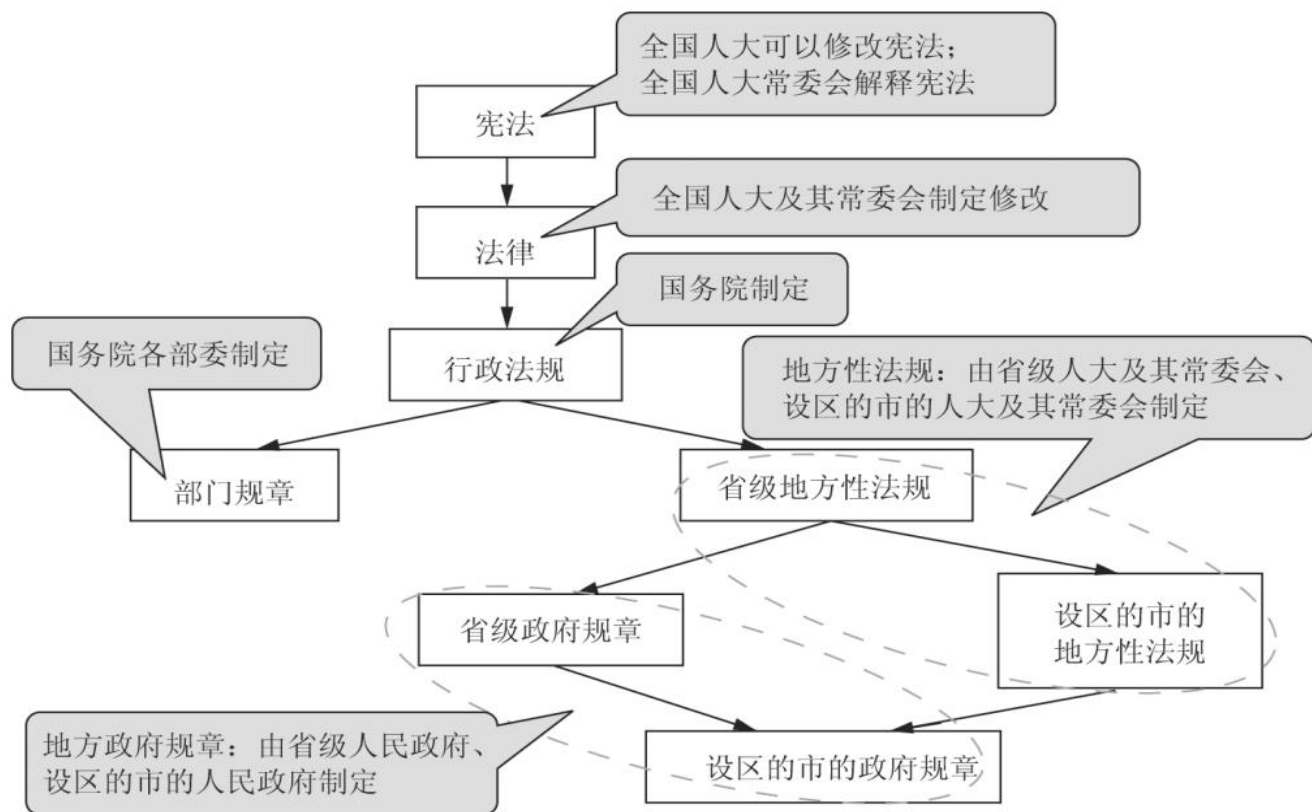 全国人大可以修改宪法；
全国人大常委会解释宪法
宪法
全国人大及其常委会制定修改
法律
国务院制定
国务院各部委制定
行政法规
地方性法规：由省级人大及其常委会、
设区的市的人大及其常委会制定
部门规章
省级地方性法规
省级政府规章
设区的市的
地方性法规
地方政府规章：由省级人民政府、
设区的市的人民政府制定
设区的市的政府规章